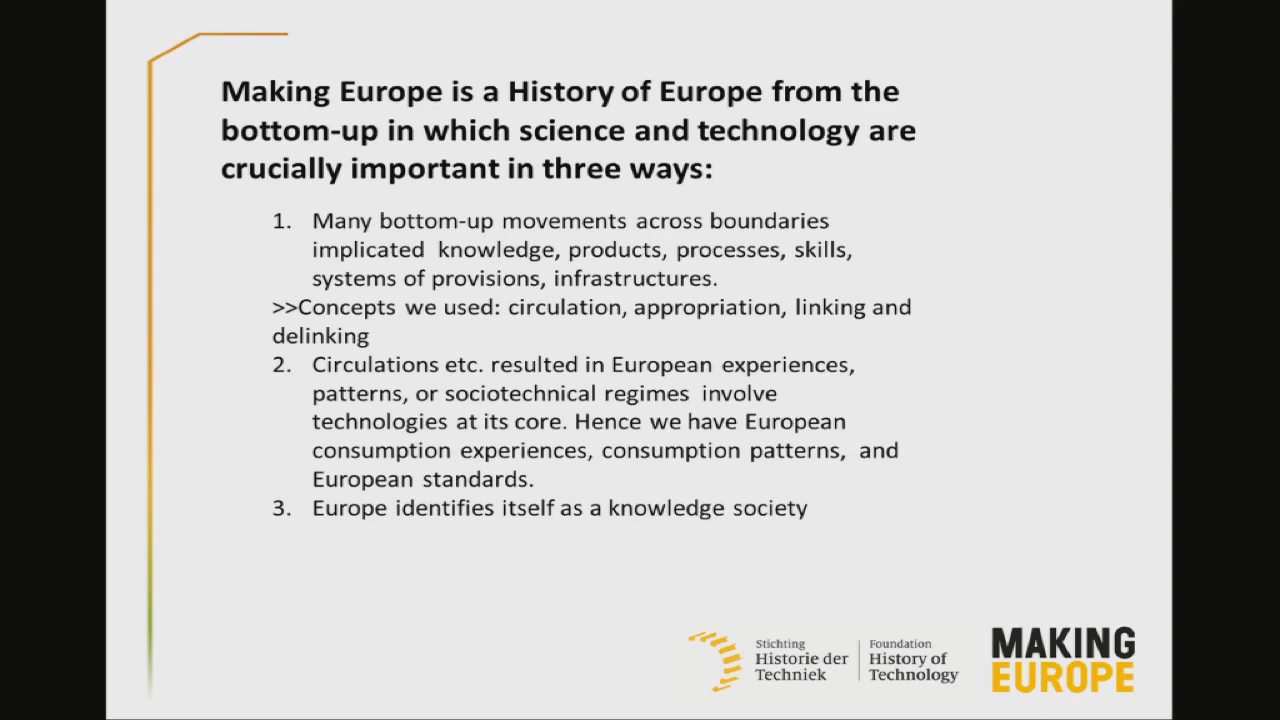 Making Europe is a History of Europe from the
bottom-up in which science and technology are
crucially important in three ways:
1. Many bottom-up movements across boundaries
implicated knowledge, products, processes, skills,
systems of provisions, infrastructures.
>>Concepts we used: circulation, appropriation, linking and
delinking
2. Circulations etc. resulted in European experiences,
patterns, or sociotechnical regimes involve
technologies at its core. Hence we have European
consumption experiences, consumption patterns, and
European standards.
3. Europe identifies itself as a knowledge society
Stichting
Historie der
Techniek
Foundation
History of
Technology
MAKING
EUROPE